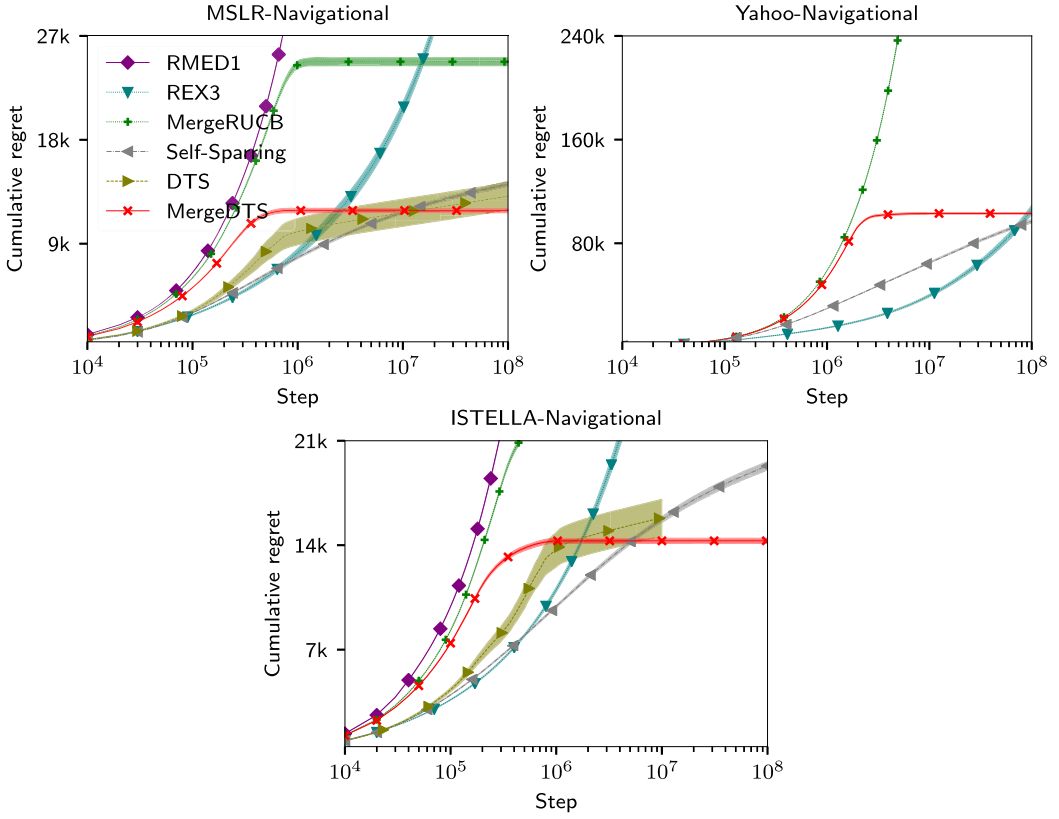 MSLR-Navigational
Yahoo-Navigational
27k
18k
9k
Cumulative regret
RMED1
REX3
MergeRUCB
Self-Sparring
DTS
MergeDTS
10^4 10^5 10^6 10^7 10^8
Step
240k
160k
80k
Cumulative regret
10^4 10^5 10^6 10^7 10^8
Step
ISTELLA-Navigational
21k
14k
7k
Cumulative regret
10^4 10^5 10^6 10^7 10^8
Step